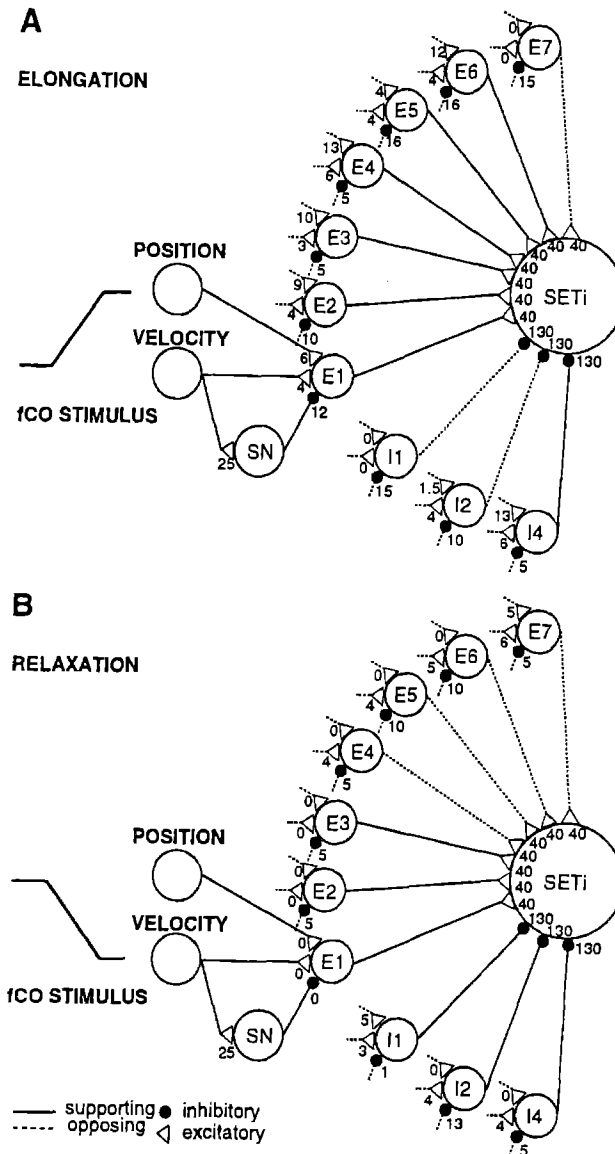 A
ELONGATION
0
E7
0
15
12
E6
4
16
4
E5
4
16
13
E4
6
5
10
E3
3
5
9
E2
4
10
POSITION
VELOCITY
fCO STIMULUS
6
E1
4
12
SN
25
40
40
40
40
40
40
40
SETi
130
130
130
0
I1
0
15
1.5
I2
4
10
13
I4
6
5
B
RELAXATION
5
E7
6
5
0
E6
5
10
0
E5
4
10
0
E4
4
5
0
E3
0
5
0
E2
0
5
POSITION
VELOCITY
fCO STIMULUS
0
E1
0
0
SN
25
40
40
40
40
40
40
40
SETi
130
130
130
5
I1
3
1
0
I2
4
13
0
I4
4
5
supporting inhibitory
opposing excitatory